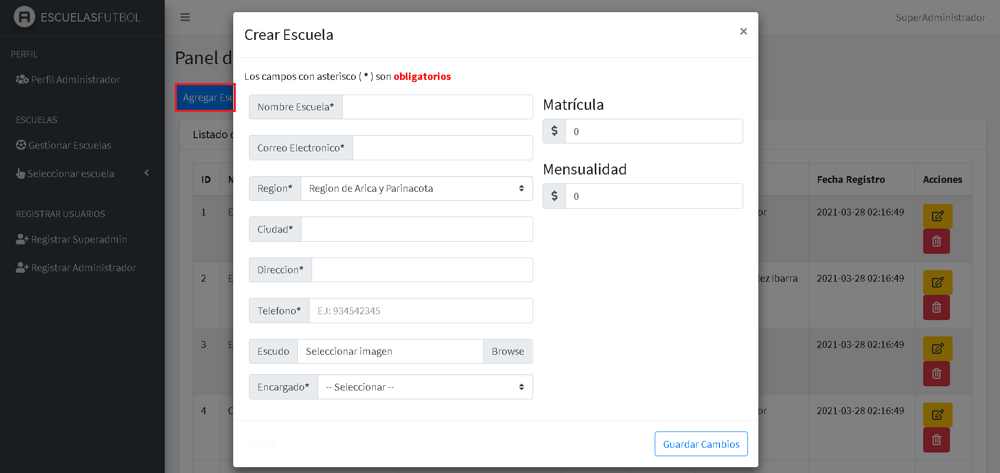 ESCUELASFUTBOL
SuperAdministrador
PERFIL
Perfil Administrador
ESCUELAS
Gestionar Escuelas
Seleccionar escuela
REGISTRAR USUARIOS
Registrar Superadmin
Registrar Administrador
Panel d
Agregar Esc
Listado
ID
Fecha Registro
Acciones
1
or
2021-03-28 02:16:49
2
lez Ibarra
2021-03-28 02:16:49
3
2021-03-28 02:16:49
4
or
2021-03-28 02:16:49
Crear Escuela
×
Los campos con asterisco ( * ) son obligatorios
Nombre Escuela*
Correo Electronico*
Region* Region de Arica y Parinacota
Ciudad*
Direccion*
Telefono* EJ: 934542345
Escudo Seleccionar imagen Browse
Encargado* -- Seleccionar --
Matrícula
$ 0
Mensualidad
$ 0
Close
Guardar Cambios